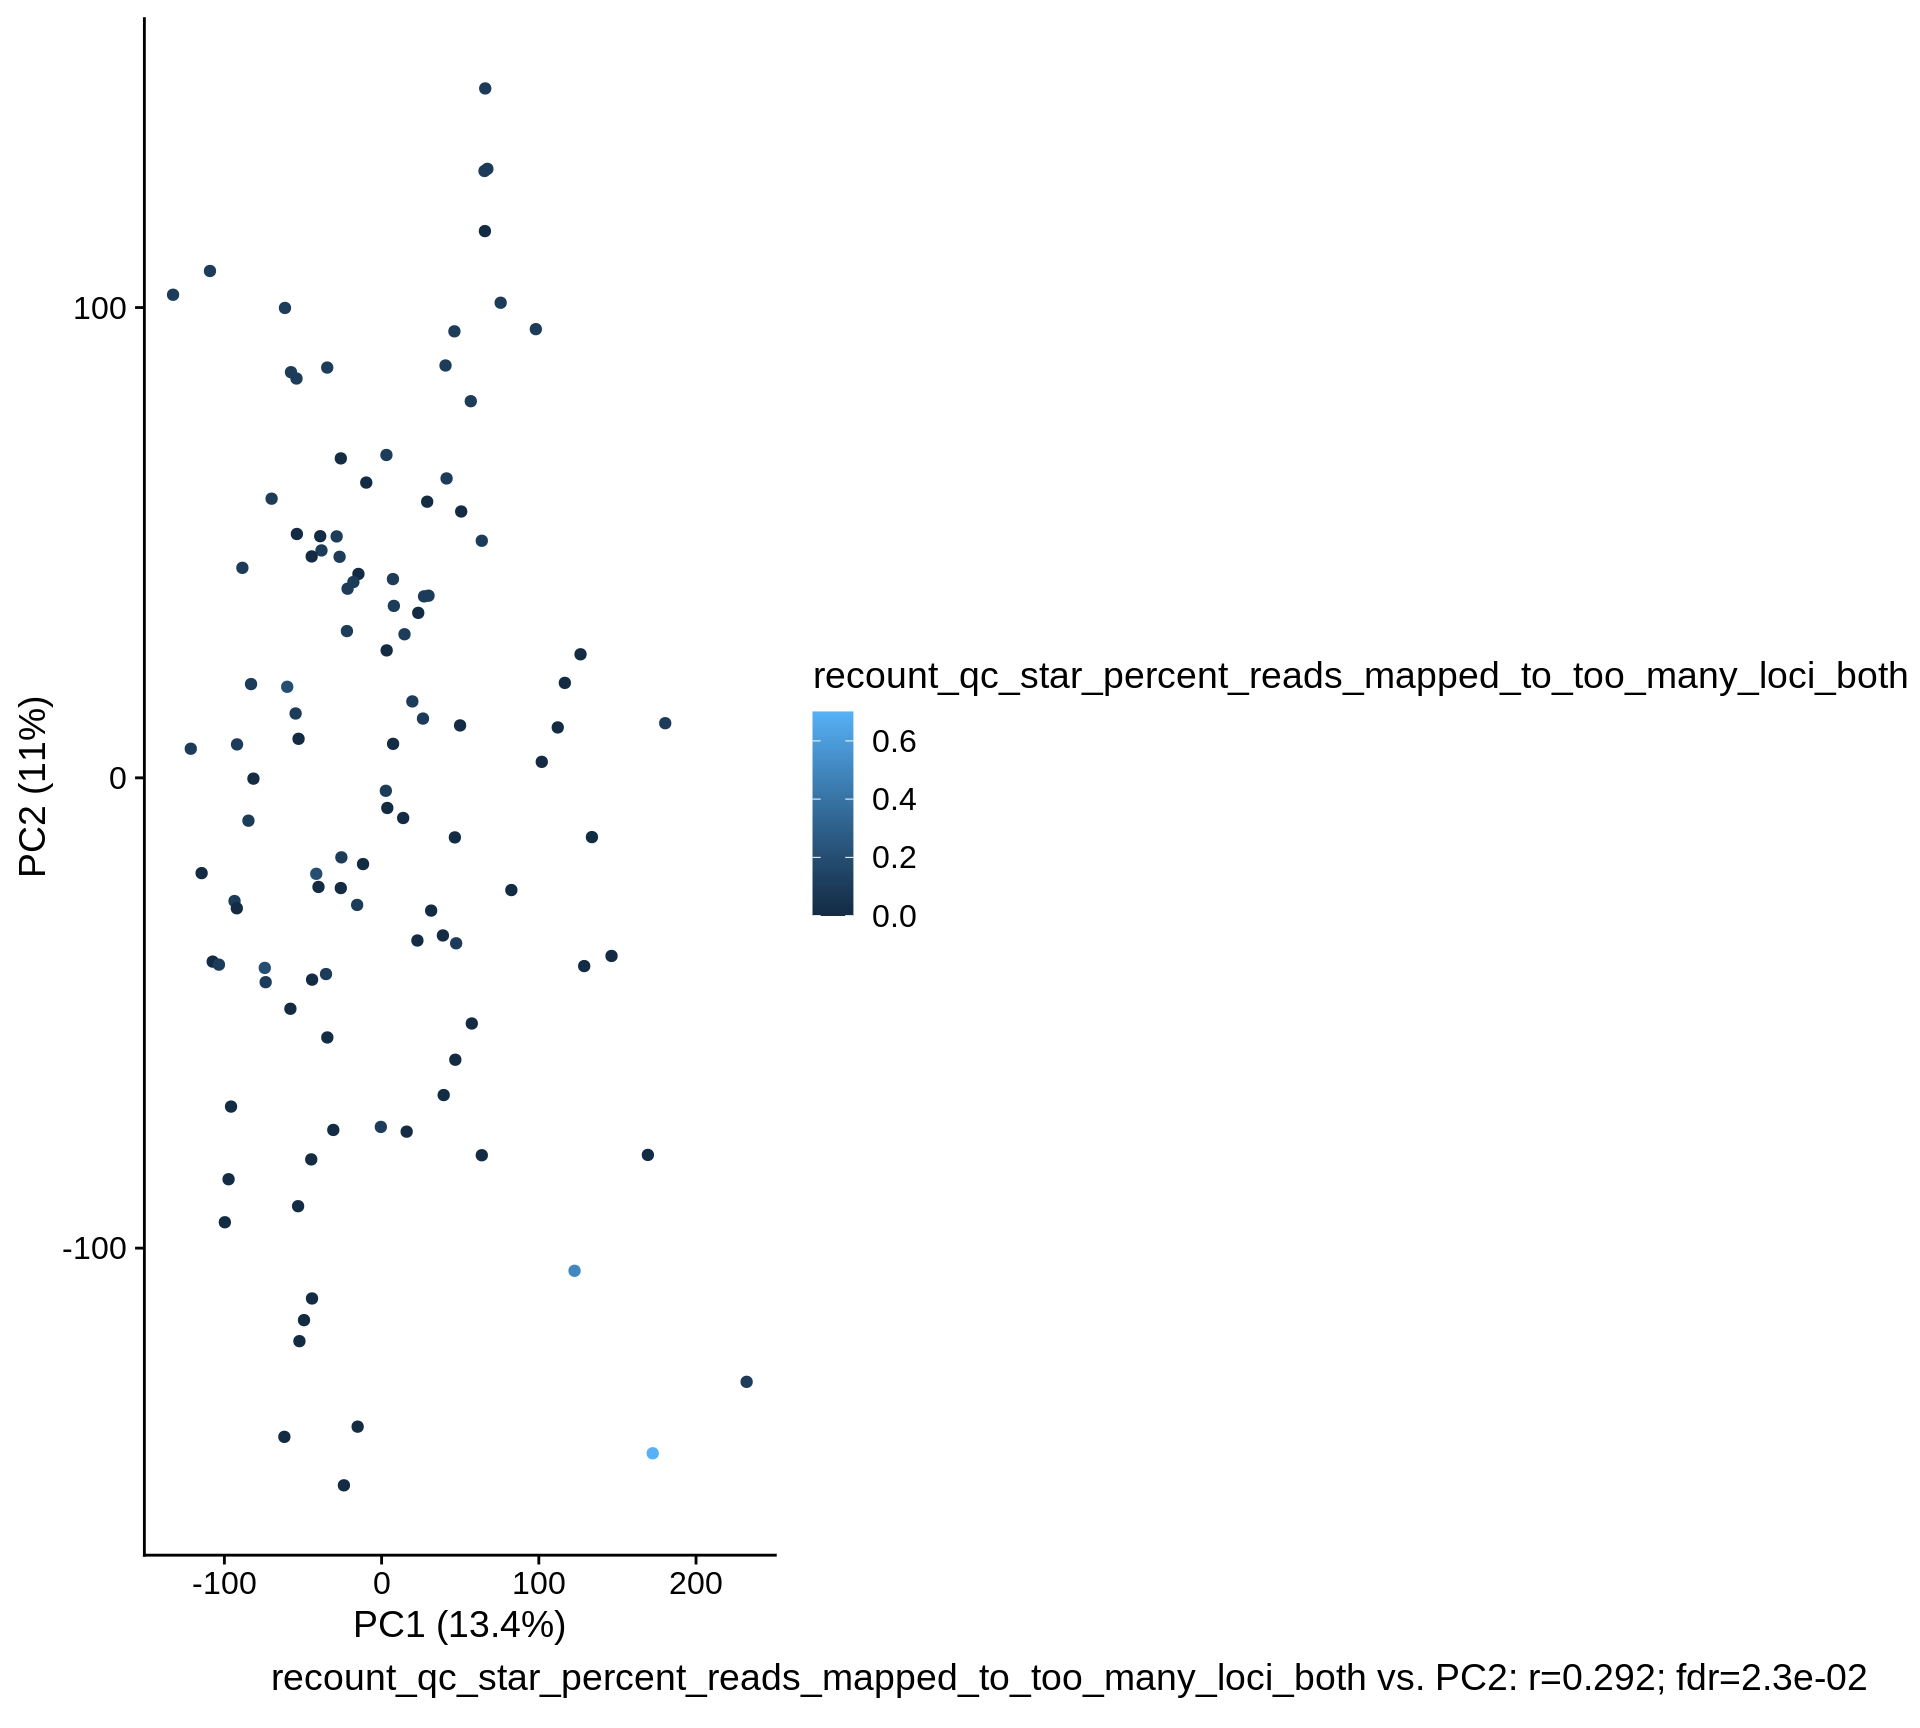 100
0
-100
PC2 (11%)
-100 0 100 200
PC1 (13.4%)
recount_qc_star_percent_reads_mapped_to_too_many_loci_both
0.6
0.4
0.2
0.0
recount_qc_star_percent_reads_mapped_to_too_many_loci_both vs. PC2: r=0.292; fdr=2.3e-02